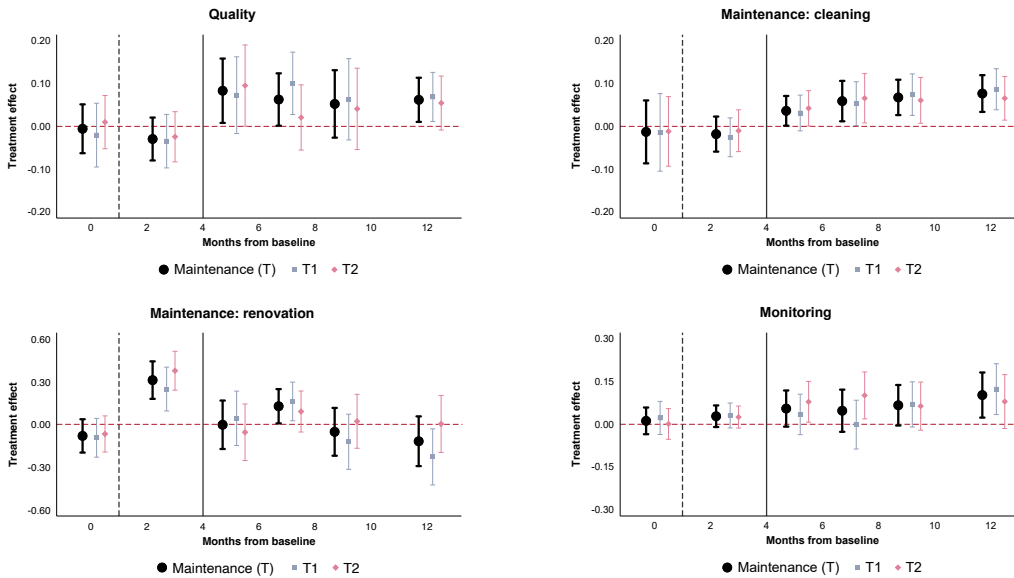 Quality
Treatment effect
0.20
0.10
0.00
-0.10
-0.20
0 2 4 6 8 10 12
Months from baseline
Maintenance (T) T1 T2
Maintenance: cleaning
Treatment effect
0.20
0.10
0.00
-0.10
-0.20
0 2 4 6 8 10 12
Months from baseline
Maintenance (T) T1 T2
Maintenance: renovation
Treatment effect
0.60
0.30
0.00
-0.30
-0.60
0 2 4 6 8 10 12
Months from baseline
Maintenance (T) T1 T2
Monitoring
Treatment effect
0.30
0.15
0.00
-0.15
-0.30
0 2 4 6 8 10 12
Months from baseline
Maintenance (T) T1 T2